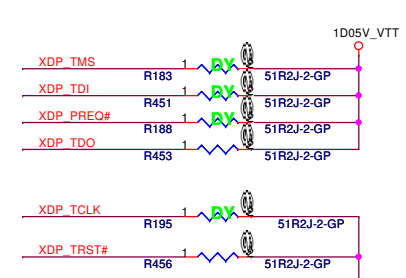 1D05V_VTT
XDP_TMS 1 DY
R183 51R2J-2-GP
XDP_TDI 1 DY
R451 51R2J-2-GP
XDP_PREQ# 1 DY
R188 51R2J-2-GP
XDP_TDO 1
R453 51R2J-2-GP
XDP_TCLK 1 DY
R195 51R2J-2-GP
XDP_TRST# 1
R456 51R2J-2-GP